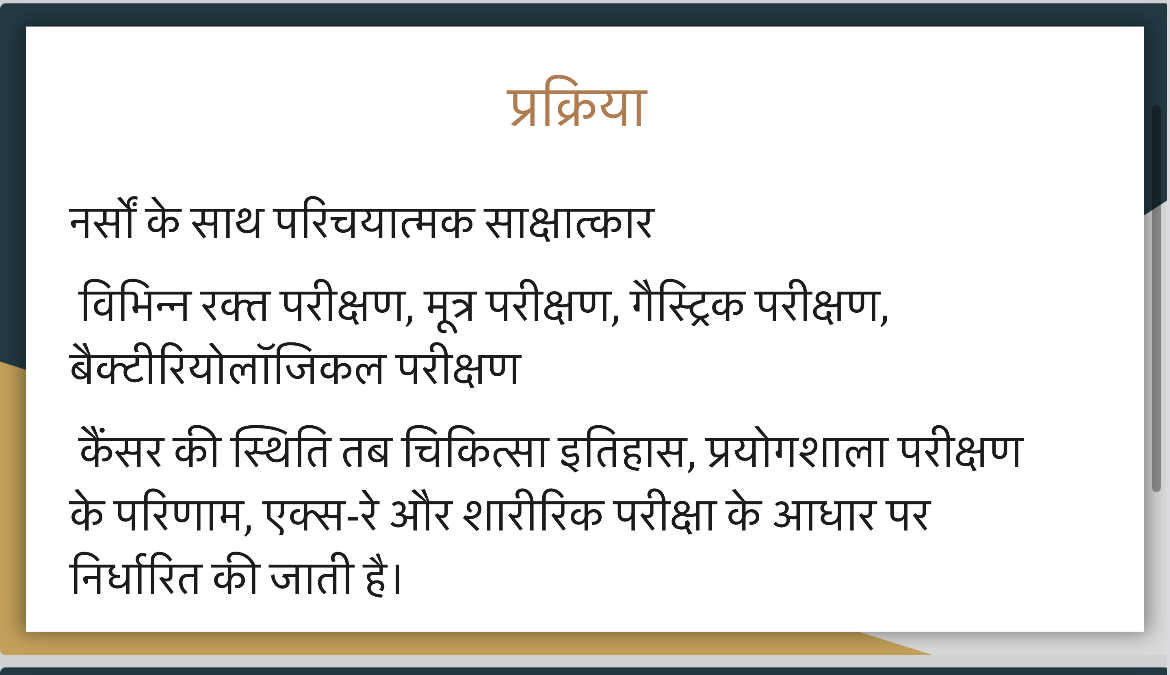 प्रक्रिया
नर्सों के साथ परिचयात्मक साक्षात्कार
विभिन्न रक्त परीक्षण, मूत्र परीक्षण, गैस्ट्रिक परीक्षण,
बैक्टीरियोलॉजिकल परीक्षण
कैंसर की स्थिति तब चिकित्सा इतिहास, प्रयोगशाला परीक्षण
के परिणाम, एक्स-रे और शारीरिक परीक्षा के आधार पर
निर्धारित की जाती है।